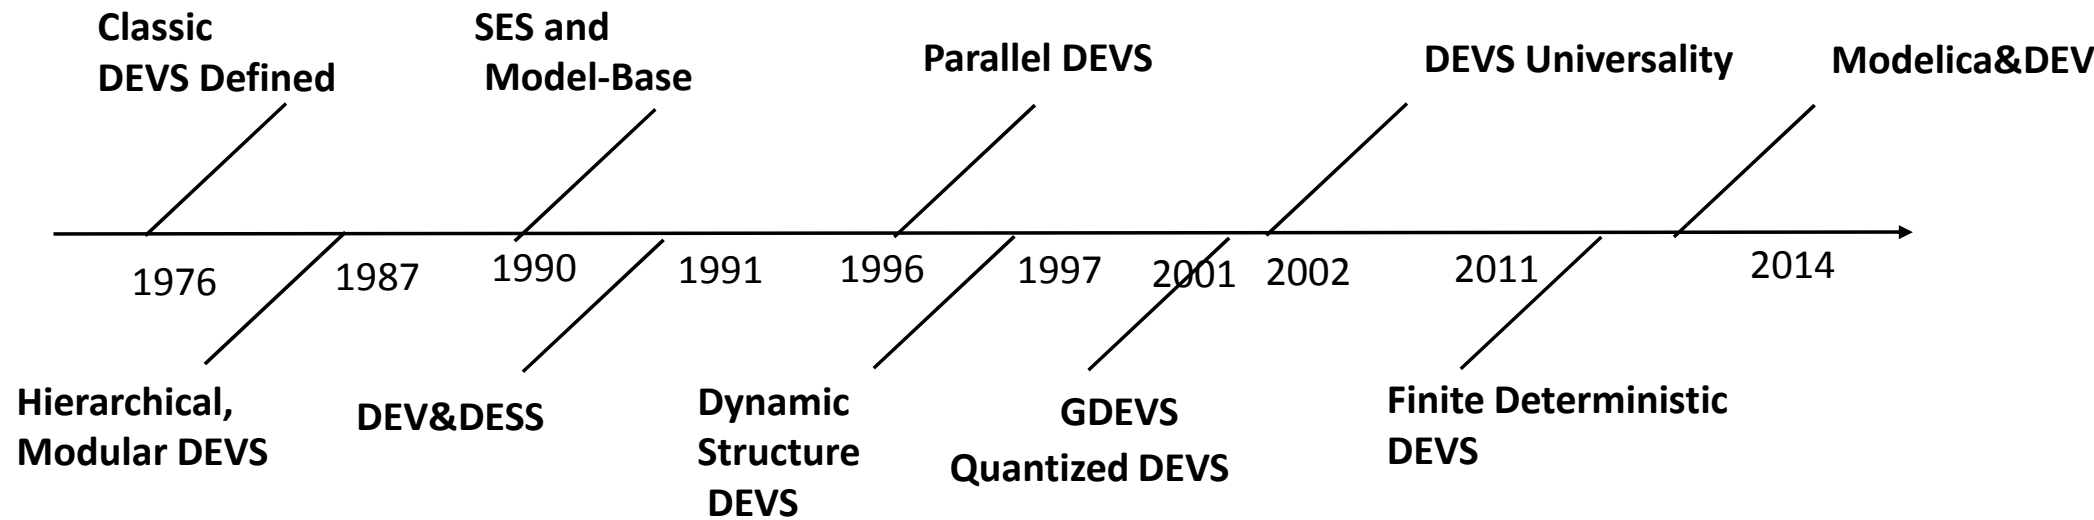 Classic
DEVS Defined
SES and
Model-Base
Parallel DEVS
DEVS Universality
Modelica&DEV
1976
1987
1990
1991
1996
1997
2001
2002
2011
2014
Hierarchical,
Modular DEVS
DEV&DESS
Dynamic
Structure
DEVS
GDEVS
Quantized DEVS
Finite Deterministic
DEVS